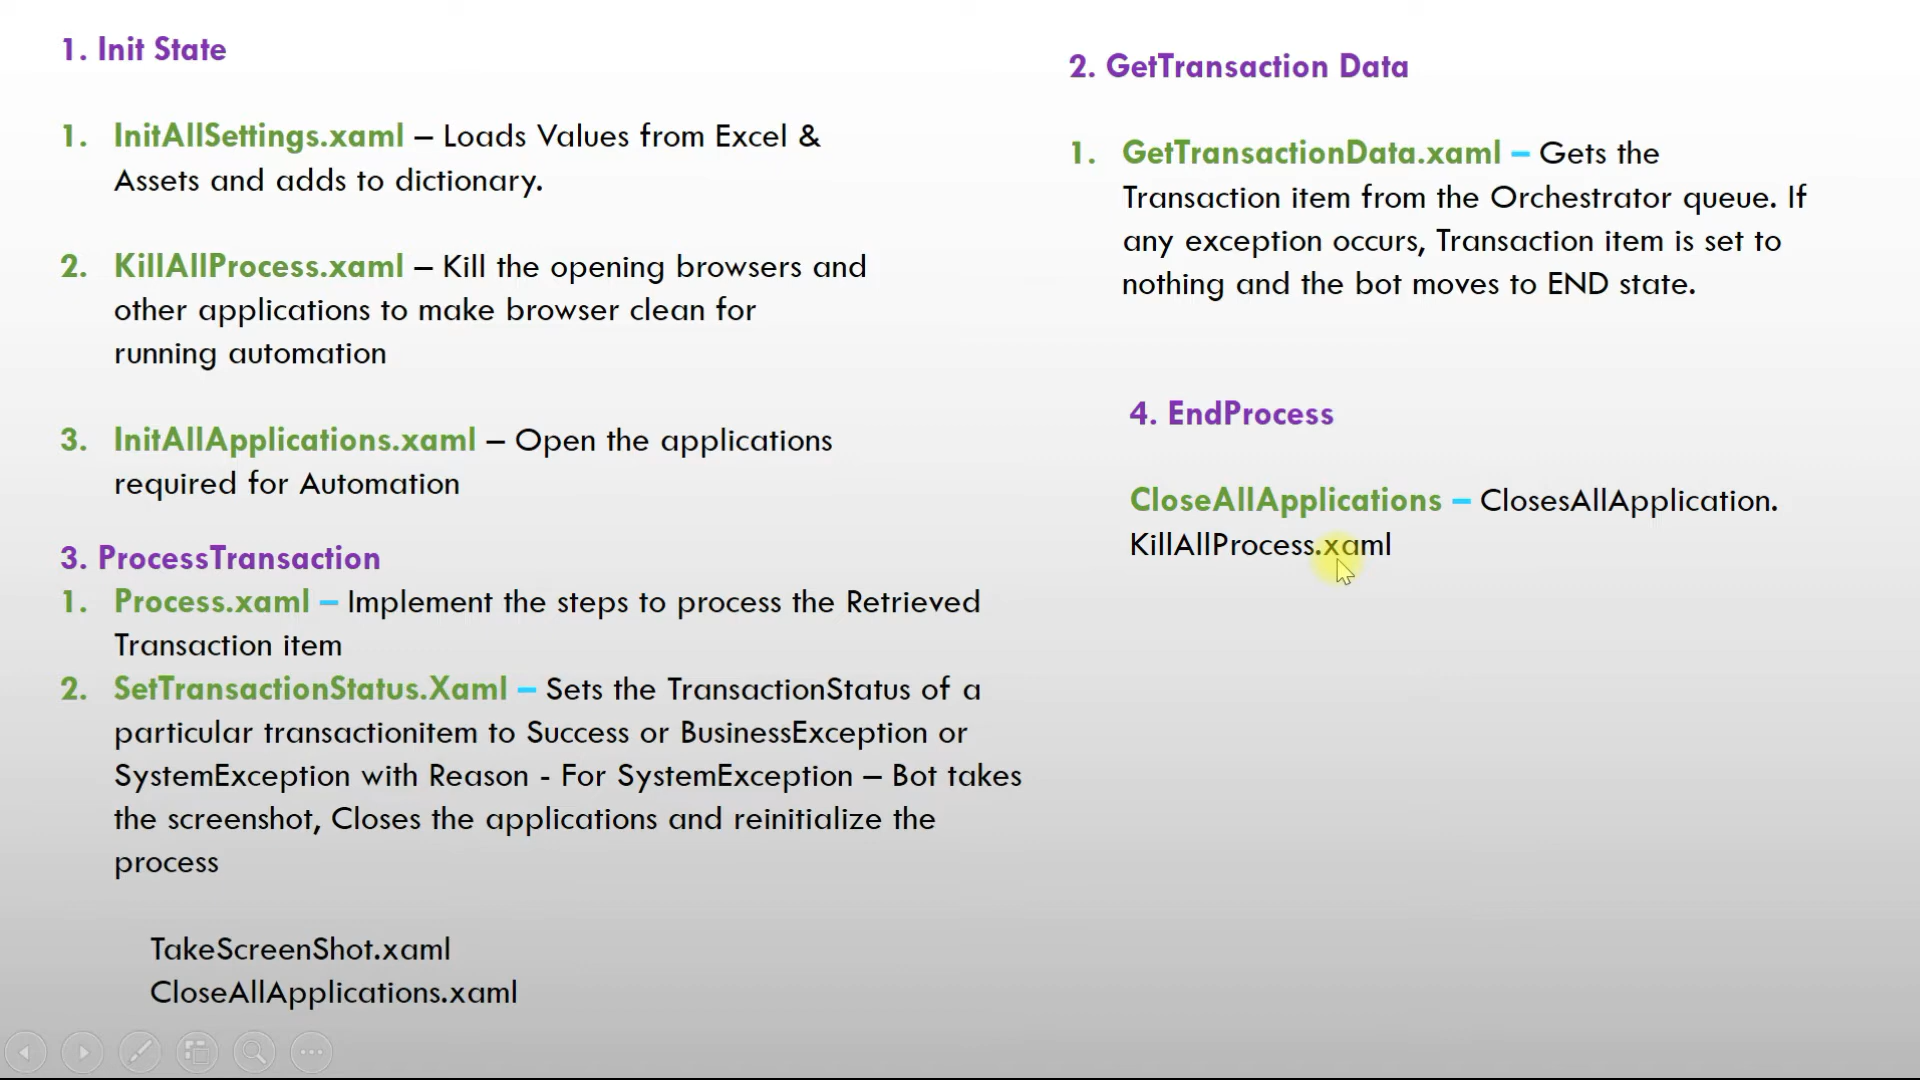 1. Init State
1. InitAllSettings.xaml – Loads Values from Excel &
Assets and adds to dictionary.
2. KillAllProcess.xaml – Kill the opening browsers and
other applications to make browser clean for
running automation
3. InitAllApplications.xaml – Open the applications
required for Automation
3. ProcessTransaction
1. Process.xaml – Implement the steps to process the Retrieved
Transaction item
2. SetTransactionStatus.Xaml – Sets the TransactionStatus of a
particular transactionitem to Success or BusinessException or
SystemException with Reason - For SystemException – Bot takes
the screenshot, Closes the applications and reinitialize the
process
TakeScreenShot.xaml
CloseAllApplications.xaml
2. GetTransaction Data
1. GetTransactionData.xaml – Gets the
Transaction item from the Orchestrator queue. If
any exception occurs, Transaction item is set to
nothing and the bot moves to END state.
4. EndProcess
CloseAllApplications – ClosesAllApplication.
KillAllProcess.xaml